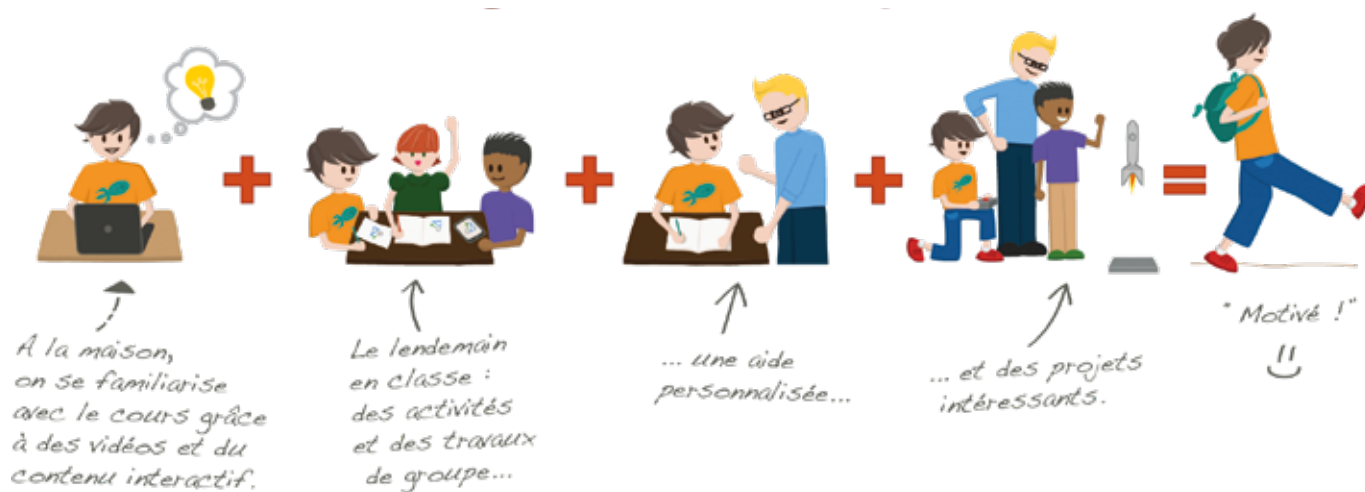 A la maison,
on se familiarise
avec le cours grâce
à des vidéos et du
contenu interactif.
Le lendemain
en classe :
des activités
et des travaux
de groupe...
... une aide
personnalisée...
... et des projets
intéressants.
" Motivé ! "